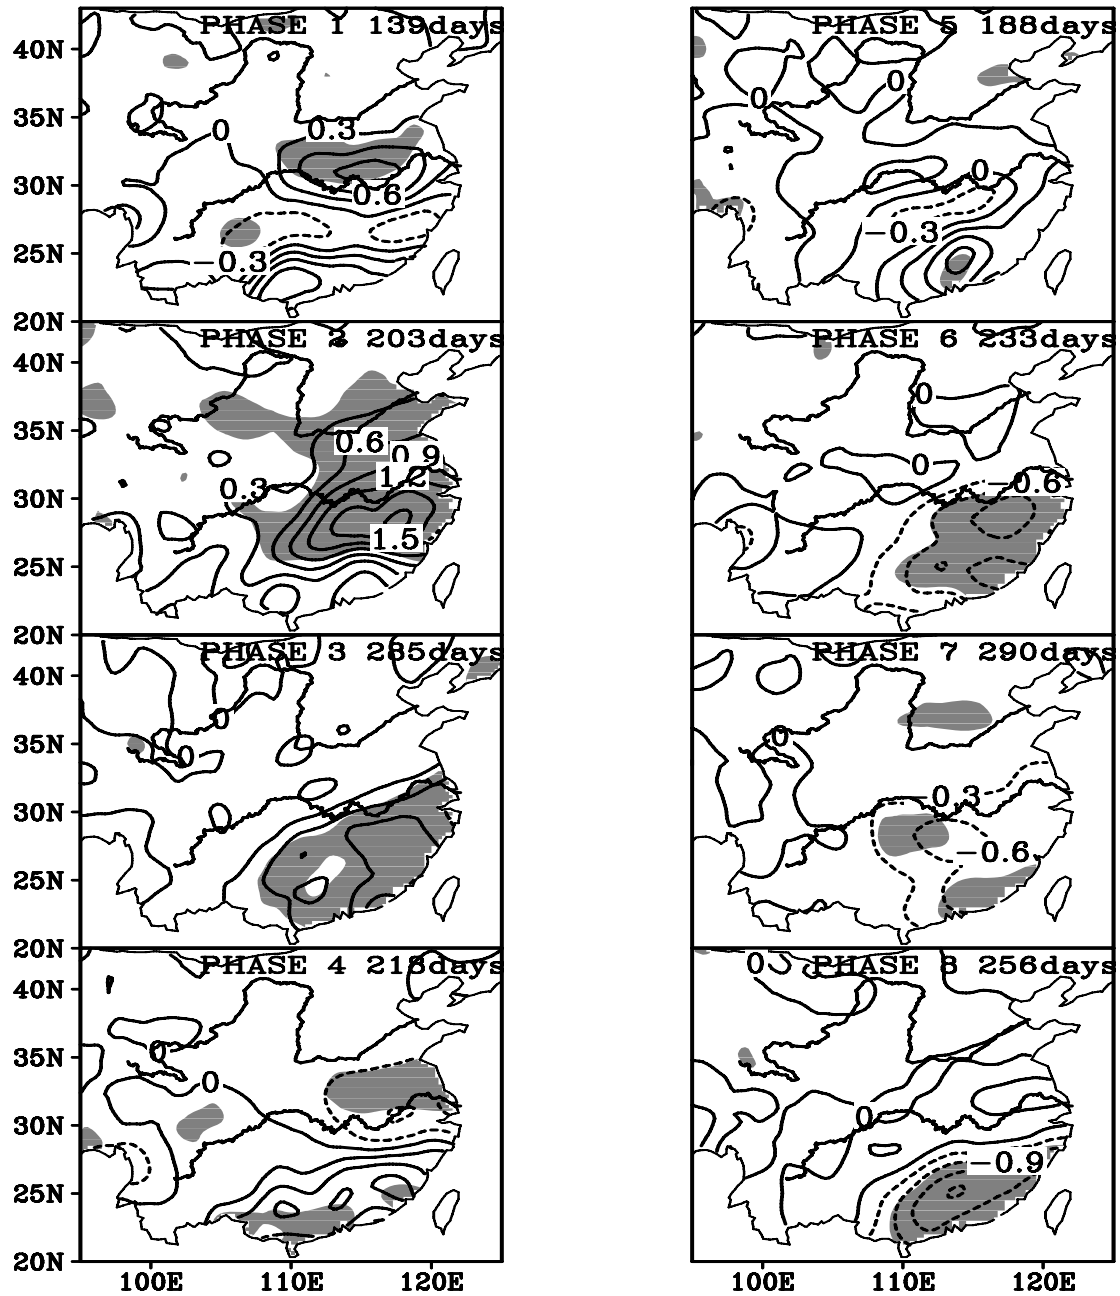 PHASE 1 139days
40N
35N
30N
25N
20N
0
0.3
0.6
−0.3
PHASE 5 188days
0
0
0
−0.3
PHASE 2 203days
40N
35N
30N
25N
20N
0.6
0.9
1.2
0.3
1.5
PHASE 6 233days
0
0
−0.6
PHASE 3 285days
40N
35N
30N
25N
20N
0
0
PHASE 7 290days
0
−0.3
−0.6
PHASE 4 213days
40N
35N
30N
25N
20N
0
0
PHASE 8 256days
0
0
−0.9
100E 110E 120E
100E 110E 120E